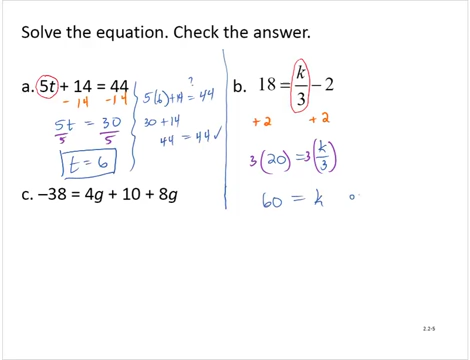 Solve the equation. Check the answer.
a. 5t + 14 = 44
- 14 -14
5t = 30
5 5
t = 6
?
5(6)+14 = 44
30 + 14
44 = 44 ✓
b. 18 = k/3 − 2
+2 +2
3(20) = 3(k/3)
60 = k
c. −38 = 4g + 10 + 8g
2.2-5